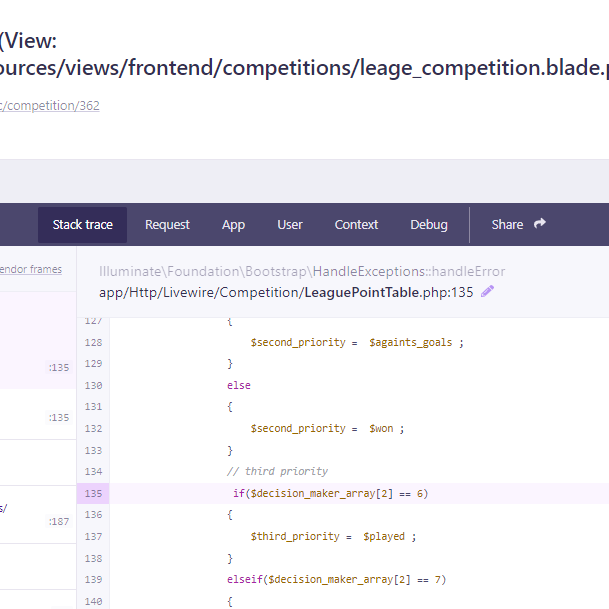 (View:
ources/views/frontend/competitions/leage_competition.blade.p
c/competition/362
Stack trace Request App User Context Debug Share
endor frames
Illuminate\Foundation\Bootstrap\HandleExceptions::handleError
app/Http/Livewire/Competition/LeaguePointTable.php:135
127 {
128 $second_priority = $againts_goals ;
129 }
130 else
131 {
132 $second_priority = $won ;
133 }
134 // third priority
135 if($decision_maker_array[2] == 6)
136 {
137 $third_priority = $played ;
138 }
139 elseif($decision_maker_array[2] == 7)
140 {
:135
:135
s/
:187